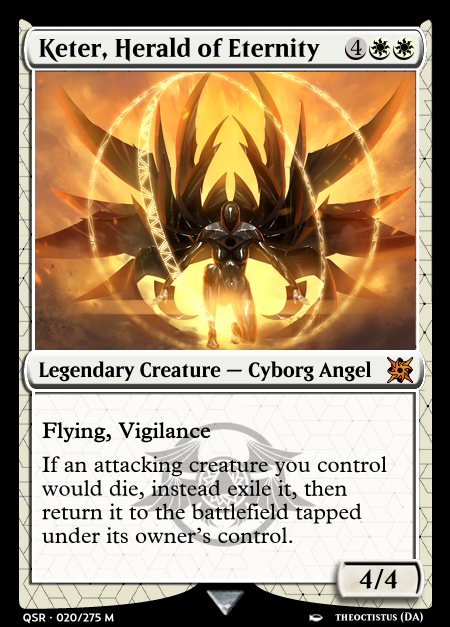 Keter, Herald of Eternity 4
Legendary Creature — Cyborg Angel
Flying, Vigilance
If an attacking creature you control
would die, instead exile it, then
return it to the battlefield tapped
under its owner's control.
4/4
QSR · 020/275 M
THEOCTISTUS (DA)